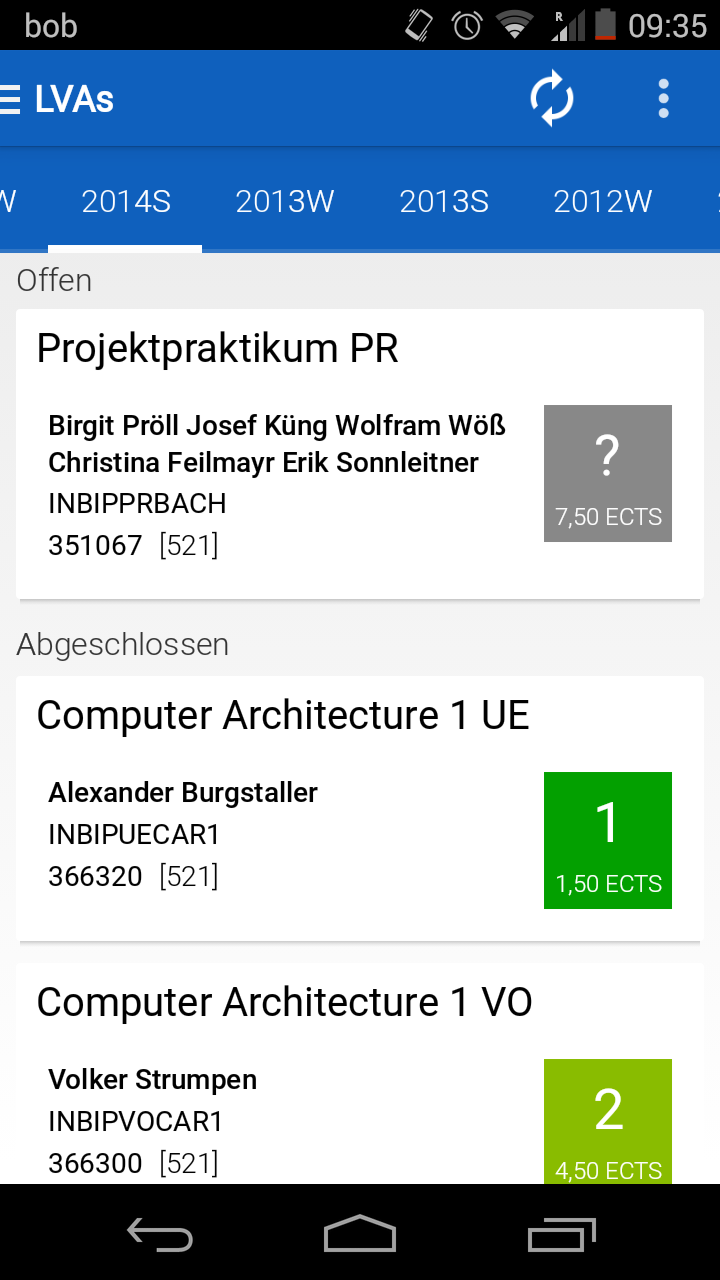 bob
R
09:35
LVAs
W 2014S 2013W 2013S 2012W
Offen
Projektpraktikum PR
Birgit Pröll Josef Küng Wolfram Wöß
Christina Feilmayr Erik Sonnleitner
INBIPPRBACH
351067 [521]
?
7,50 ECTS
Abgeschlossen
Computer Architecture 1 UE
Alexander Burgstaller
INBIPUECAR1
366320 [521]
1
1,50 ECTS
Computer Architecture 1 VO
Volker Strumpen
INBIPVOCAR1
366300 [521]
2
4,50 ECTS